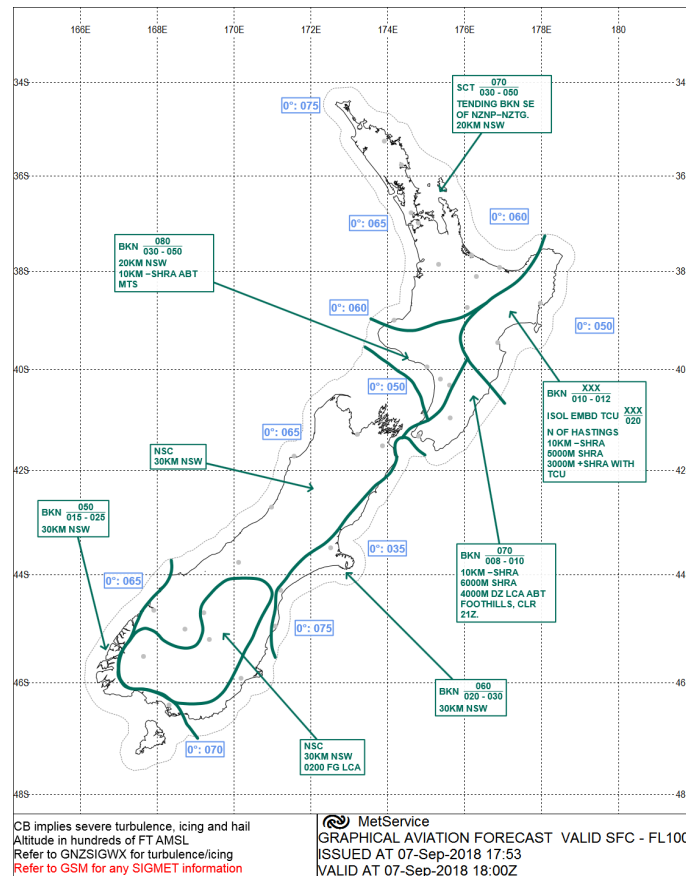 166E 168E 170E 172E 174E 176E 178E 180
34S 34
36S 36
38S 38
40S 40
42S 42
44S 44
46S 46
48S 48
0°: 075
SCT 070
030 - 050
TENDING BKN SE
OF NZNP-NZTG.
20KM NSW
0°: 065
0°: 060
BKN 080
030 - 050
20KM NSW
10KM -SHRA ABT
MTS
0°: 060
0°: 050
0°: 050
BKN XXX
010 - 012
ISOL EMBD TCU XXX
020
N OF HASTINGS
10KM -SHRA
5000M SHRA
3000M +SHRA WITH
TCU
0°: 065
NSC
30KM NSW
BKN 050
015 - 025
30KM NSW
0°: 035
BKN 070
008 - 010
10KM -SHRA
6000M SHRA
4000M DZ LCA ABT
FOOTHILLS, CLR
21Z.
0°: 065
0°: 075
BKN 060
020 - 030
30KM NSW
0°: 070
NSC
30KM NSW
0200 FG LCA
CB implies severe turbulence, icing and hail
Altitude in hundreds of FT AMSL
Refer to GNZSIGWX for turbulence/icing
Refer to GSM for any SIGMET information
MetService
GRAPHICAL AVIATION FORECAST VALID SFC - FL100
ISSUED AT 07-Sep-2018 17:53
VALID AT 07-Sep-2018 18:00Z